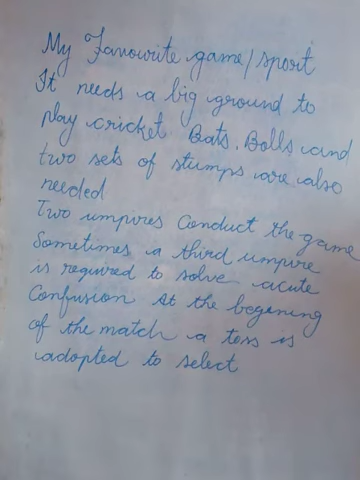 My Favourite game/sport
It needs a big ground to
play cricket Bats. Balls and
two sets of stumps are also
needed
Two umpires Conduct the game
Sometimes a third umpire
is required to solve acute
Confusion At the begening
of the match a toss is
adopted to select